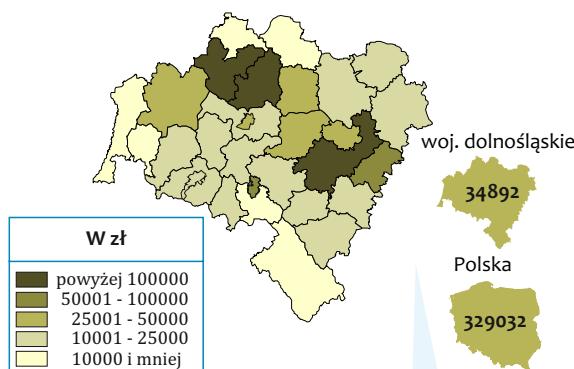 woj. dolnośląskie
34892
Polska
329032
W zł
powyżej 100000
50001 - 100000
25001 - 50000
10001 - 25000
10000 i mniej